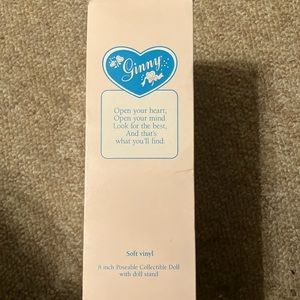 Ginny
Open your heart,
Open your mind.
Look for the best,
And that's
what you'll find.
Soft vinyl
8 inch Poseable Collectible Doll
with doll stand